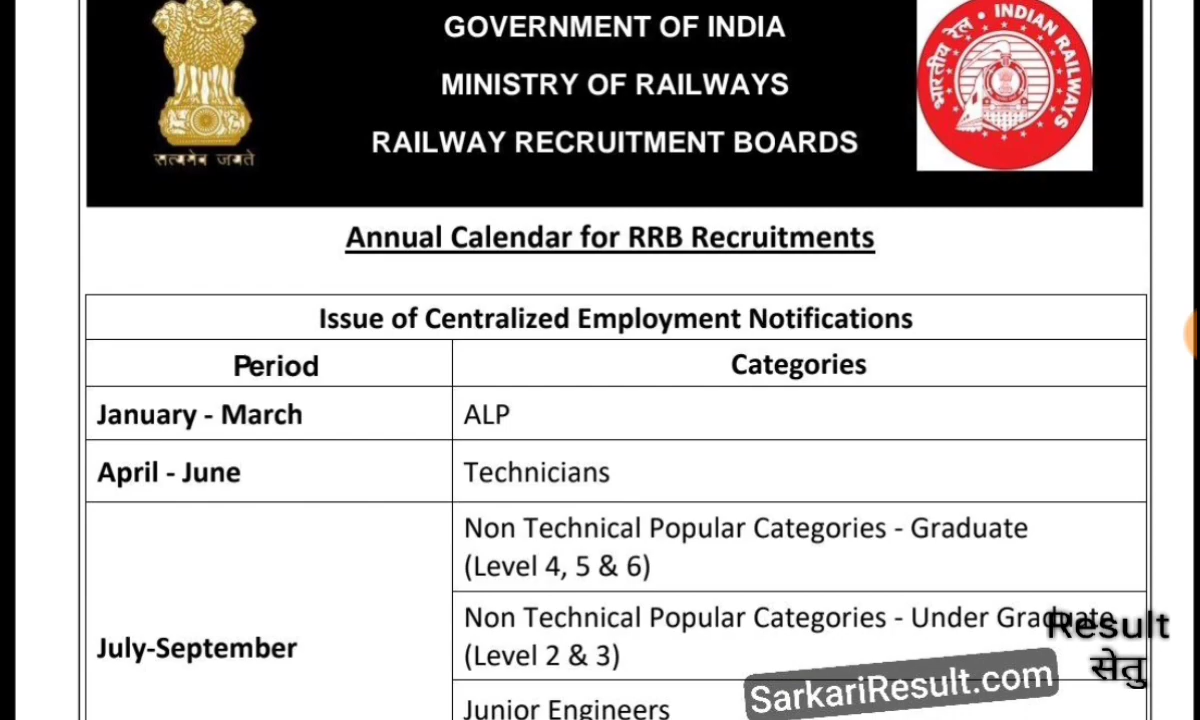 GOVERNMENT OF INDIA
MINISTRY OF RAILWAYS
RAILWAY RECRUITMENT BOARDS
सत्यमेव जयते
भारतीय रेल • INDIAN RAILWAYS
Annual Calendar for RRB Recruitments
Issue of Centralized Employment Notifications
Period Categories
January - March ALP
April - June Technicians
July-September
Non Technical Popular Categories - Graduate
(Level 4, 5 & 6)
Non Technical Popular Categories - Under Graduate
(Level 2 & 3)
Junior Engineers
Result
सेतु
SarkariResult.com